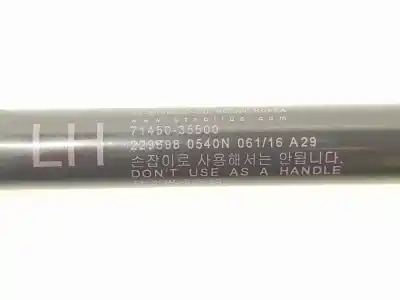 LH
www.stabilus.com
71450-35500
223698 0540N 061/16 A29
손잡이로 사용해서는 안됩니다.
DON'T USE AS A HANDLE